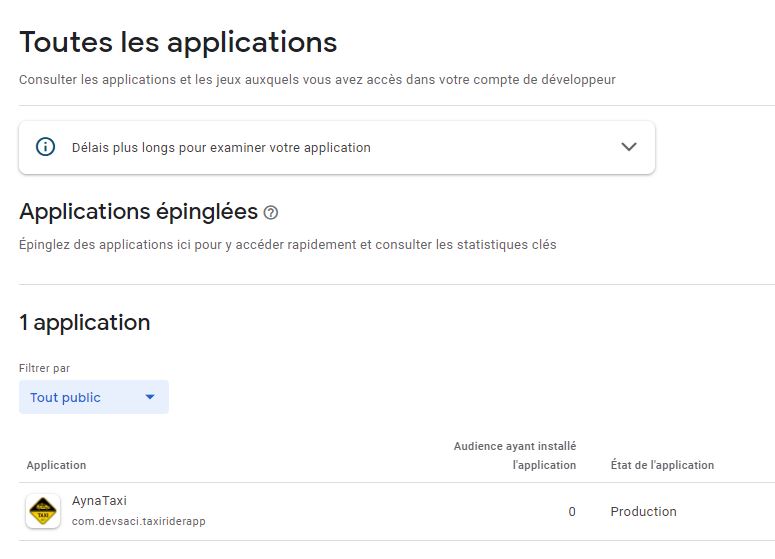 Toutes les applications
Consulter les applications et les jeux auxquels vous avez accès dans votre compte de développeur
Délais plus longs pour examiner votre application
Applications épinglées
Épinglez des applications ici pour y accéder rapidement et consulter les statistiques clés
1 application
Filtrer par
Tout public
Application
Audience ayant installé
l'application
État de l'application
TAXI
AynaTaxi
com.devsaci.taxiriderapp
0
Production